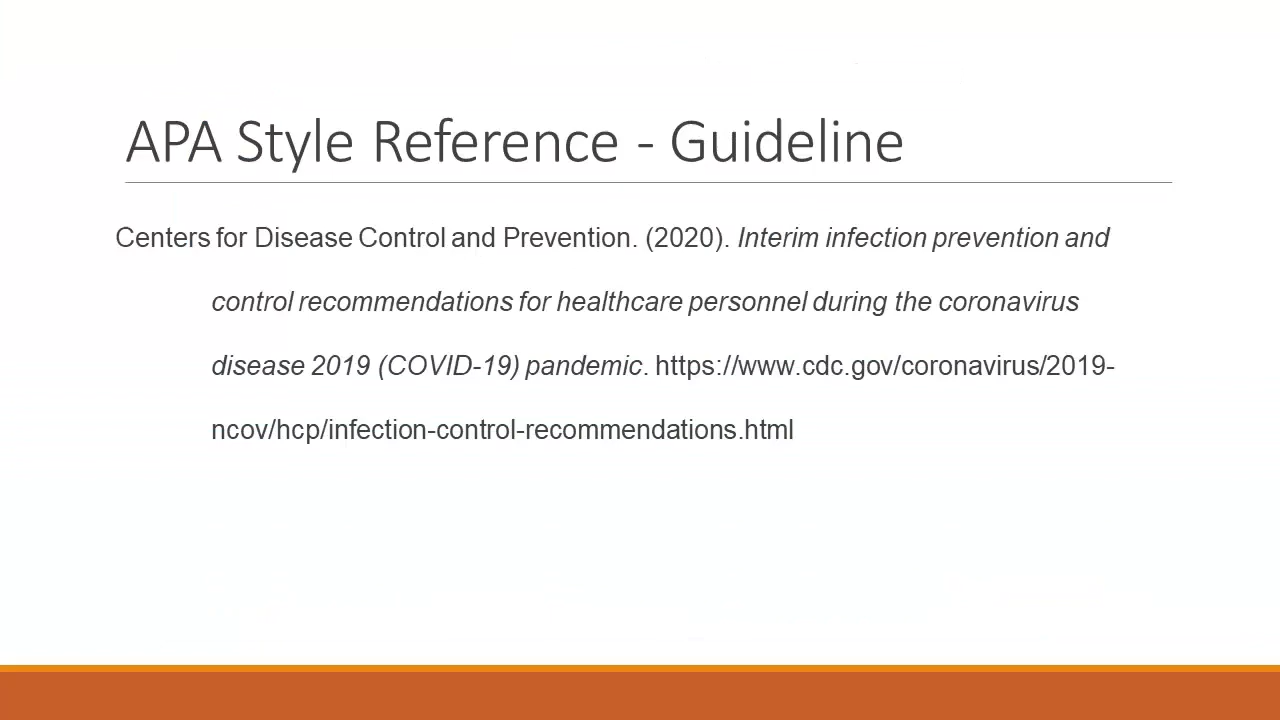 APA Style Reference - Guideline
Centers for Disease Control and Prevention. (2020). Interim infection prevention and
control recommendations for healthcare personnel during the coronavirus
disease 2019 (COVID-19) pandemic. https://www.cdc.gov/coronavirus/2019-
ncov/hcp/infection-control-recommendations.html